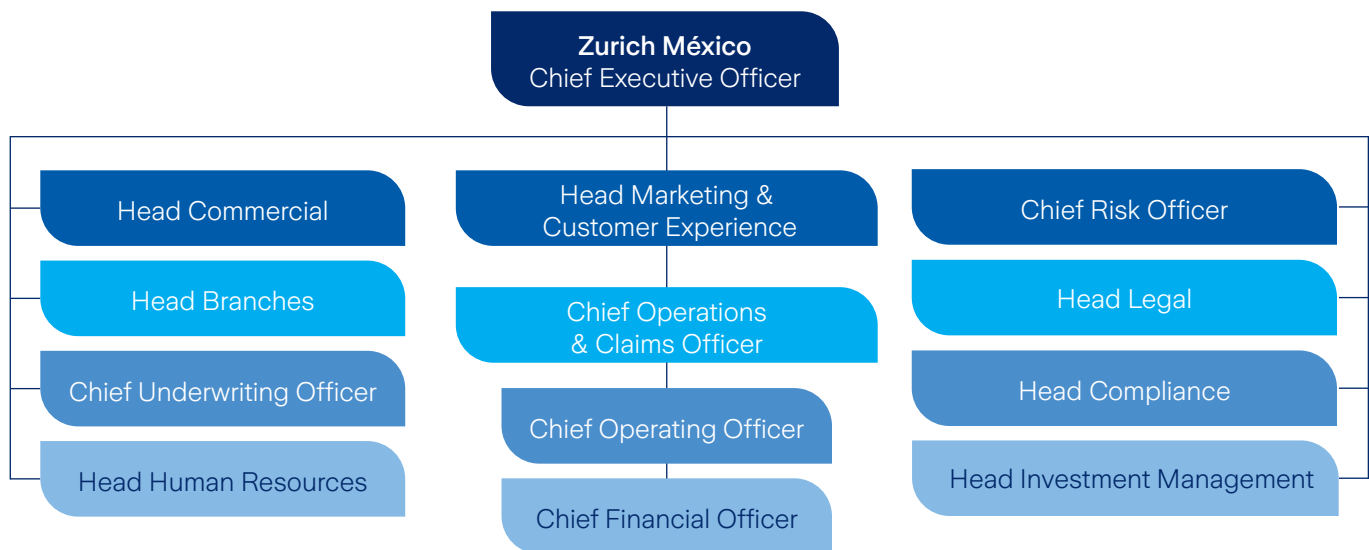 Zurich México
Chief Executive Officer
Head Commercial
Head Branches
Chief Underwriting Officer
Head Human Resources
Head Marketing &
Customer Experience
Chief Operations
& Claims Officer
Chief Operating Officer
Chief Financial Officer
Chief Risk Officer
Head Legal
Head Compliance
Head Investment Management